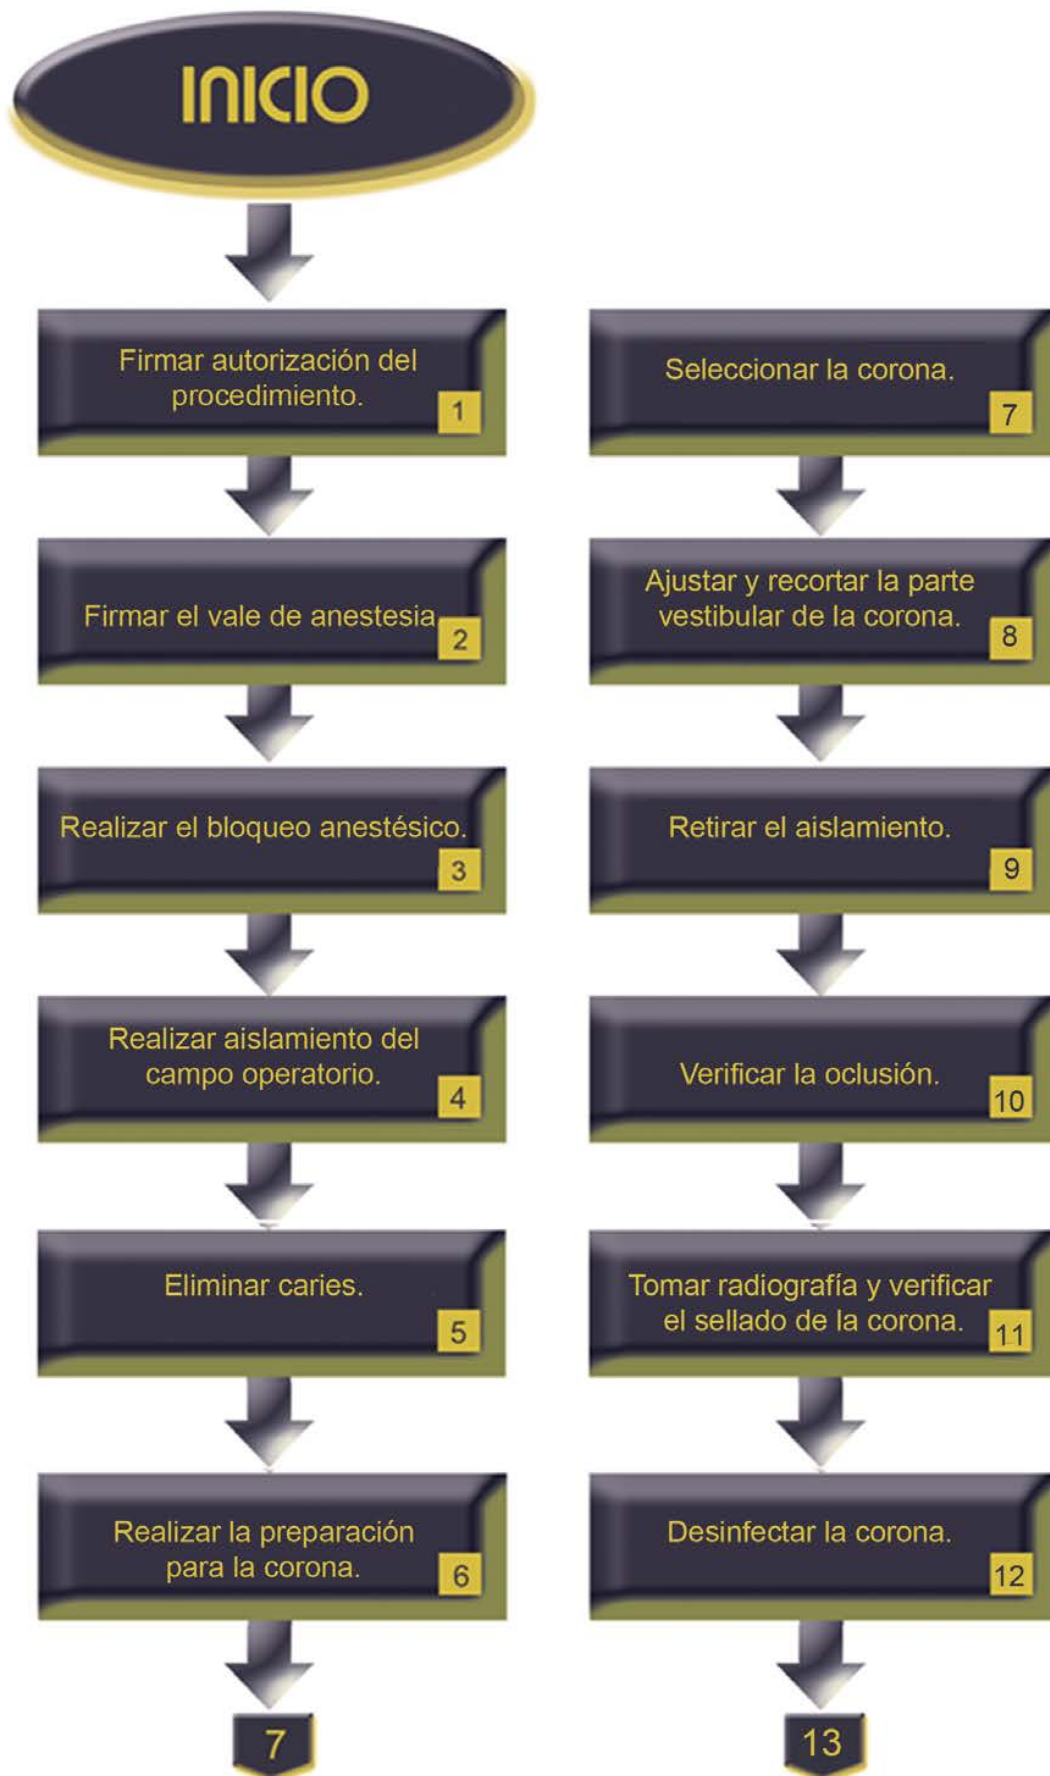 INICIO
Firmar autorización del
procedimiento.
1
Firmar el vale de anestesia
2
Realizar el bloqueo anestésico.
3
Realizar aislamiento del
campo operatorio.
4
Eliminar caries.
5
Realizar la preparación
para la corona.
6
7
Seleccionar la corona.
7
Ajustar y recortar la parte
vestibular de la corona.
8
Retirar el aislamiento.
9
Verificar la oclusión.
10
Tomar radiografía y verificar
el sellado de la corona.
11
Desinfectar la corona.
12
13